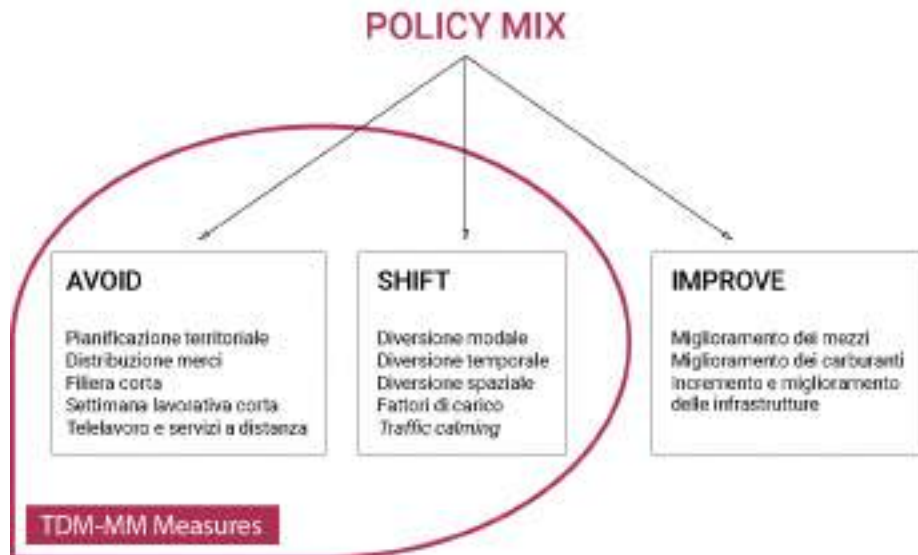 POLICY MIX
AVOID
Pianificazione territoriale
Distribuzione merci
Filiera corta
Settimana lavorativa corta
Telelavoro e servizi a distanza
SHIFT
Diversione modale
Diversione temporale
Diversione spaziale
Fattori di carico
Traffic calming
IMPROVE
Miglioramento dei mezzi
Miglioramento dei carburanti
Incremento e miglioramento
delle infrastrutture
TDM-MM Measures